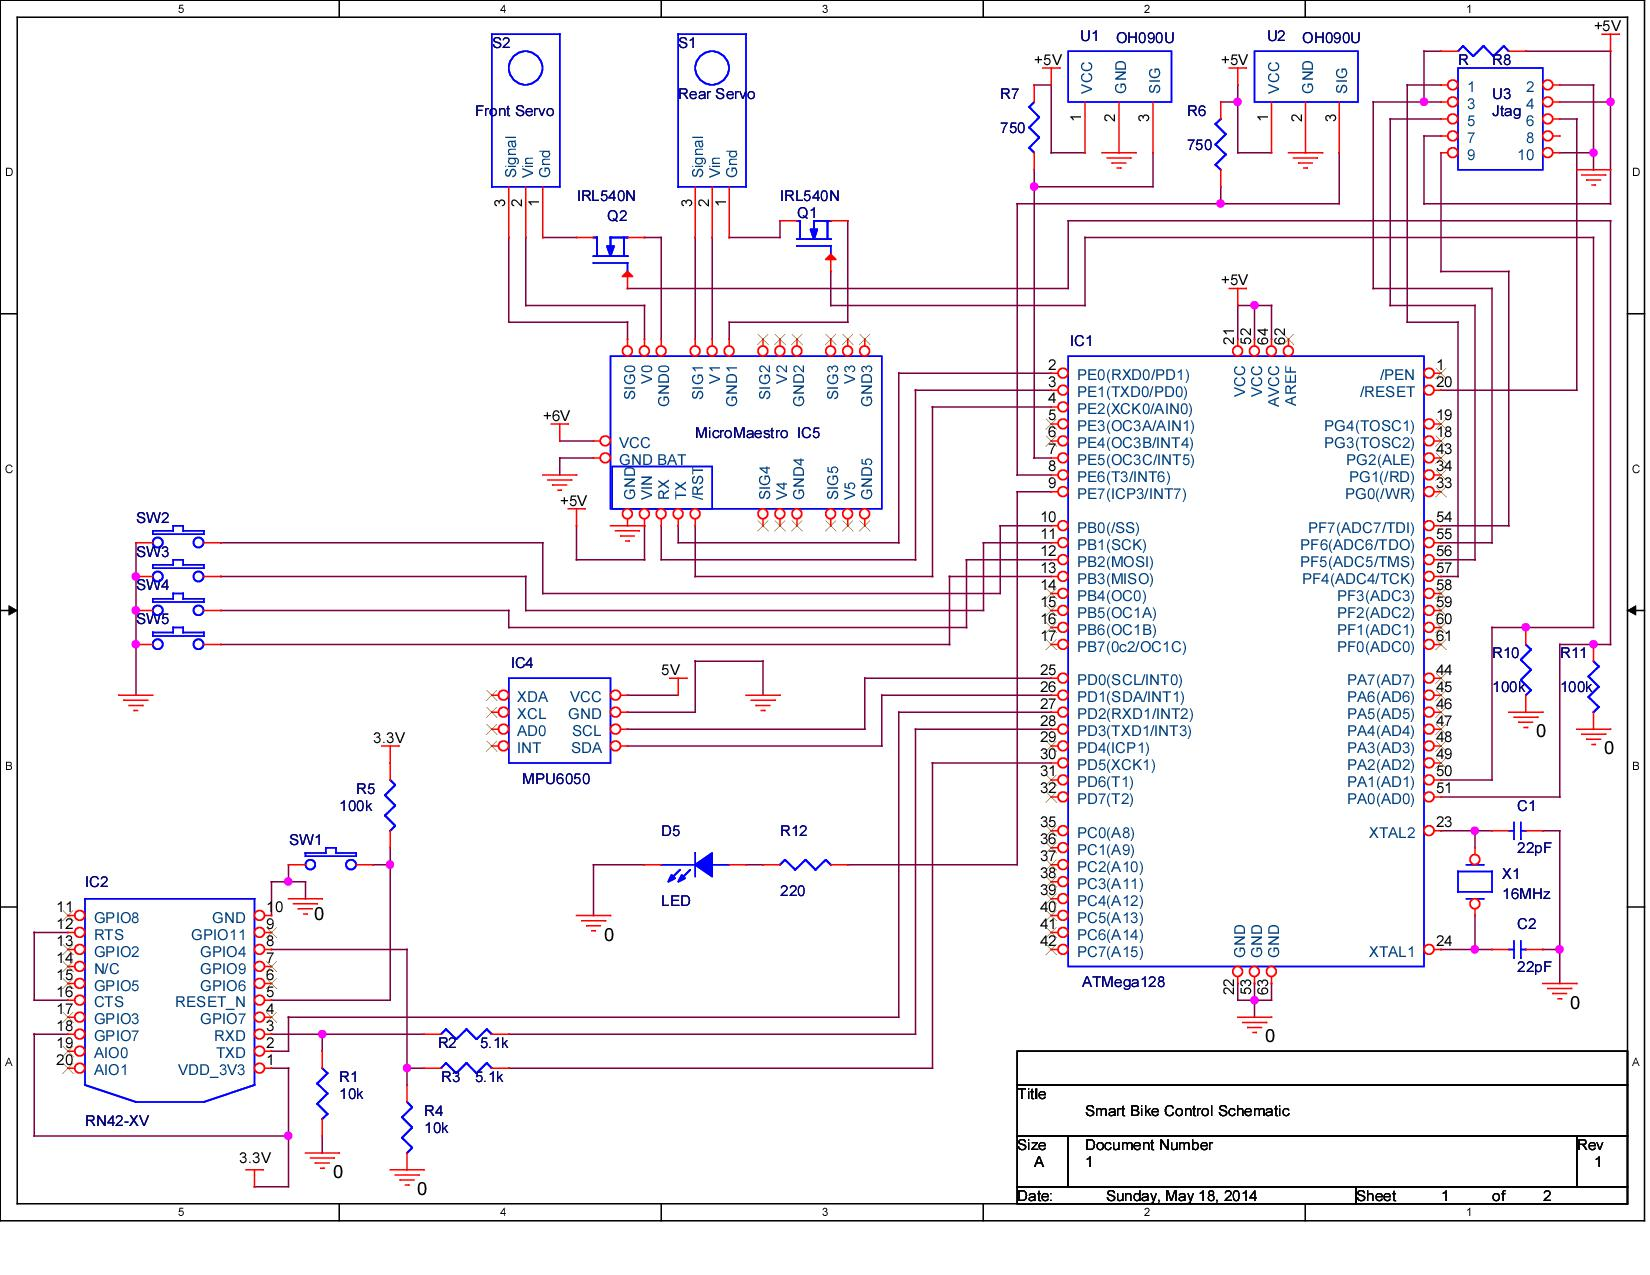 5 4 3 2 1
D
C
B
A
S2
Front Servo
Signal
Vin
Gnd
3 2 1
S1
Rear Servo
Signal
Vin
Gnd
3 2 1
IRL540N
Q2
IRL540N
Q1
U1 OH090U
VCC
GND
SIG
1 2 3
+5V
R7
750
U2 OH090U
VCC
GND
SIG
1 2 3
+5V
R6
750
+5V
R R8
U3
Jtag
1 2
3 4
5 6
7 8
9 10
SIG0 V0 GND0 SIG1 V1 GND1 SIG2 V2 GND2 SIG3 V3 GND3
MicroMaestro IC5
+6V
VCC
GND BAT
GND VIN RX TX /RST
SIG4 V4 GND4 SIG5 V5 GND5
+5V
SW2
SW3
SW4
SW5
IC1
+5V
21 52 64 62
VCC VCC AVCC AREF
2 PE0(RXD0/PD1)
3 PE1(TXD0/PD0)
4 PE2(XCK0/AIN0)
5 PE3(OC3A/AIN1)
6 PE4(OC3B/INT4)
7 PE5(OC3C/INT5)
8 PE6(T3/INT6)
9 PE7(ICP3/INT7)
10 PB0(/SS)
11 PB1(SCK)
12 PB2(MOSI)
13 PB3(MISO)
14 PB4(OC0)
15 PB5(OC1A)
16 PB6(OC1B)
17 PB7(0c2/OC1C)
25 PD0(SCL/INT0)
26 PD1(SDA/INT1)
27 PD2(RXD1/INT2)
28 PD3(TXD1/INT3)
29 PD4(ICP1)
30 PD5(XCK1)
31 PD6(T1)
32 PD7(T2)
35 PC0(A8)
36 PC1(A9)
37 PC2(A10)
38 PC3(A11)
39 PC4(A12)
40 PC5(A13)
41 PC6(A14)
42 PC7(A15)
/PEN 1
/RESET 20
PG4(TOSC1) 19
PG3(TOSC2) 18
PG2(ALE) 43
PG1(/RD) 34
PG0(/WR) 33
PF7(ADC7/TDI) 54
PF6(ADC6/TDO) 55
PF5(ADC5/TMS) 56
PF4(ADC4/TCK) 57
PF3(ADC3) 58
PF2(ADC2) 59
PF1(ADC1) 60
PF0(ADC0) 61
PA7(AD7) 44
PA6(AD6) 45
PA5(AD5) 46
PA4(AD4) 47
PA3(AD3) 48
PA2(AD2) 49
PA1(AD1) 50
PA0(AD0) 51
XTAL2 23
XTAL1 24
GND GND GND
22 53 63
0
ATMega128
R10
100k
0
R11
100k
0
C1
22pF
X1
16MHz
C2
22pF
0
IC4
XDA VCC
XCL GND
AD0 SCL
INT SDA
MPU6050
5V
D5
LED
R12
220
0
3.3V
R5
100k
SW1
0
IC2
11 GPIO8 GND 10
12 RTS GPIO11 9
13 GPIO2 GPIO4 8
14 N/C GPIO9 7
15 GPIO5 GPIO6 6
16 CTS RESET_N 5
17 GPIO3 GPIO7 4
18 GPIO7 RXD 3
19 AIO0 TXD 2
20 AIO1 VDD_3V3 1
RN42-XV
3.3V
R2 5.1k
R3 5.1k
R1
10k
0
R4
10k
0
Title
Smart Bike Control Schematic
Size Document Number Rev
A 1 1
Date: Sunday, May 18, 2014 Sheet 1 of 2
5 4 3 2 1
D
C
B
A